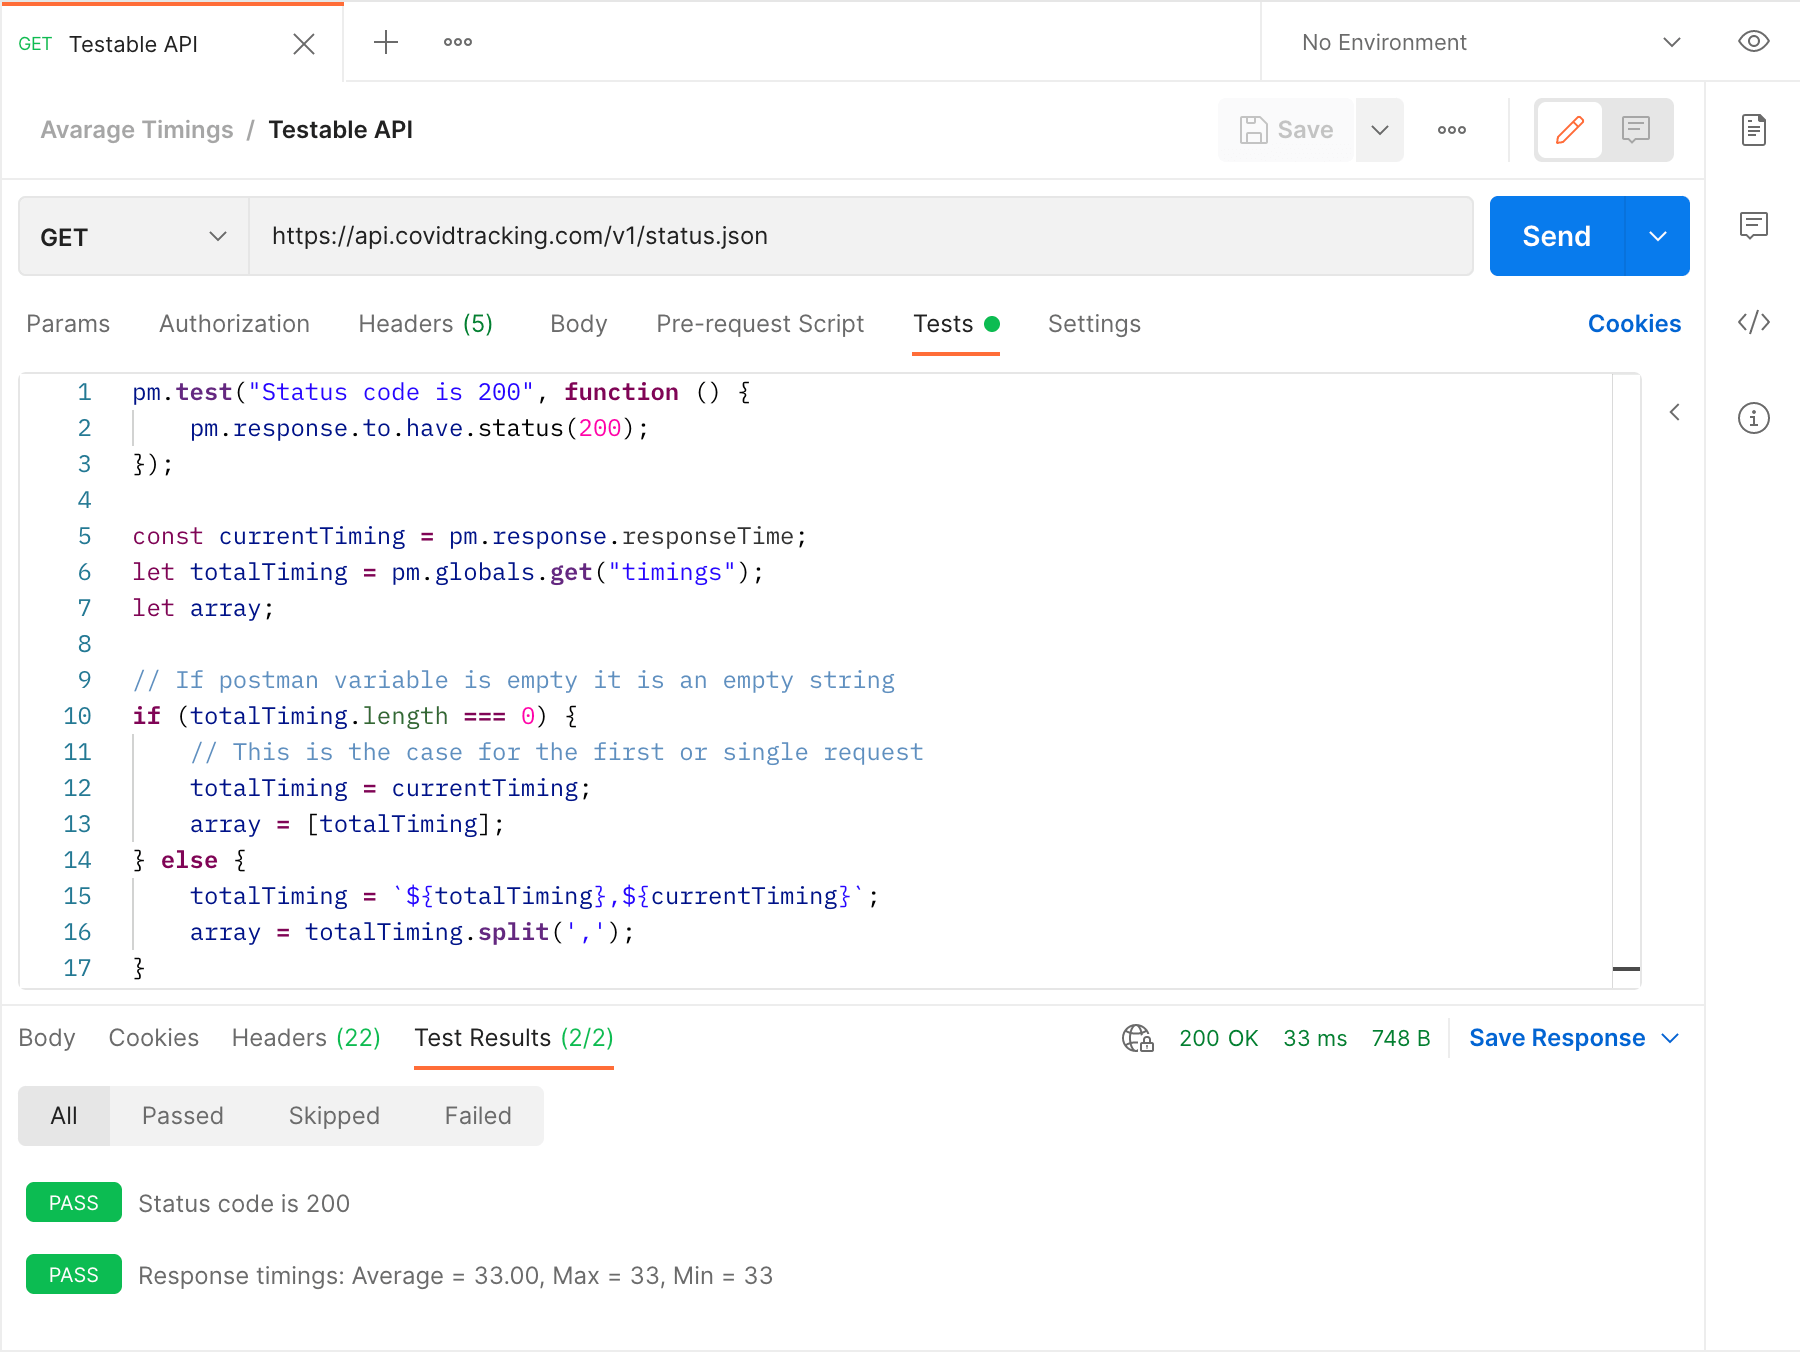 GET Testable API
No Environment
Avarage Timings / Testable API
Save
GET https://api.covidtracking.com/v1/status.json
Send
Params Authorization Headers (5) Body Pre-request Script Tests Settings Cookies
1 pm.test("Status code is 200", function () {
2 pm.response.to.have.status(200);
3 });
4
5 const currentTiming = pm.response.responseTime;
6 let totalTiming = pm.globals.get("timings");
7 let array;
8
9 // If postman variable is empty it is an empty string
10 if (totalTiming.length === 0) {
11 // This is the case for the first or single request
12 totalTiming = currentTiming;
13 array = [totalTiming];
14 } else {
15 totalTiming = `${totalTiming},${currentTiming}`;
16 array = totalTiming.split(',');
17 }
Body Cookies Headers (22) Test Results (2/2) 200 OK 33 ms 748 B Save Response
All Passed Skipped Failed
PASS Status code is 200
PASS Response timings: Average = 33.00, Max = 33, Min = 33